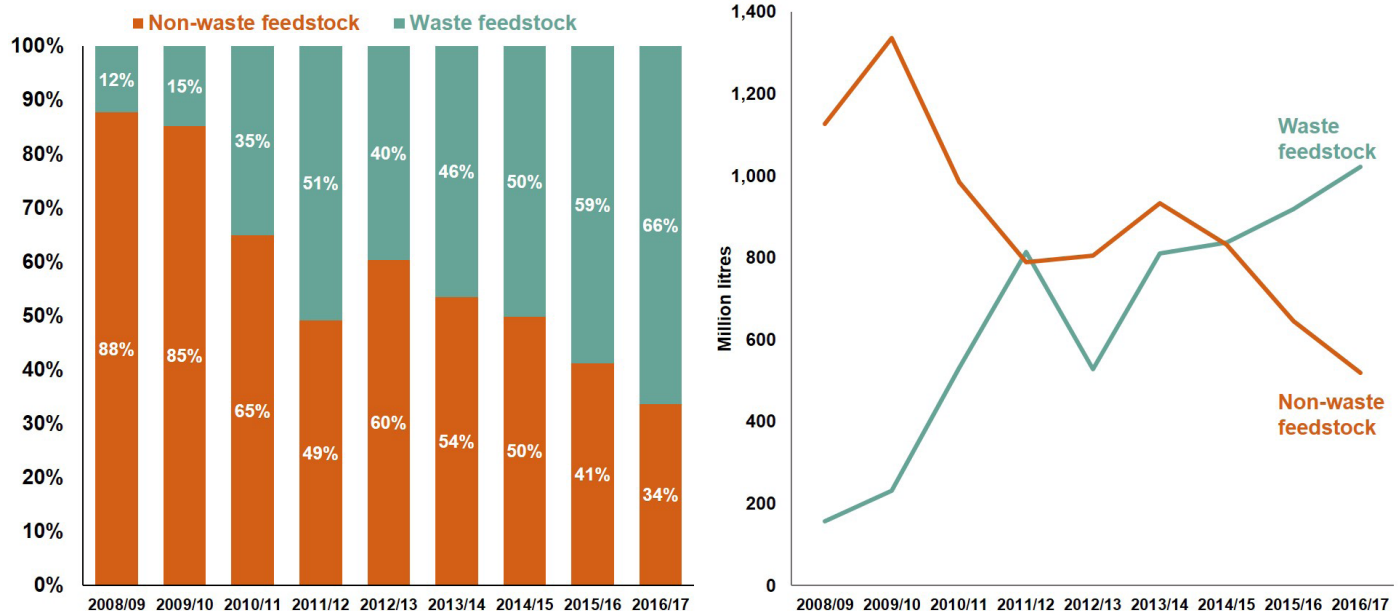 Non-waste feedstock Waste feedstock
100%
90%
80%
70%
60%
50%
40%
30%
20%
10%
0%
12% 15% 35% 51% 40% 46% 50% 59% 66%
88% 85% 65% 49% 60% 54% 50% 41% 34%
2008/09 2009/10 2010/11 2011/12 2012/13 2013/14 2014/15 2015/16 2016/17
Million litres
1,400
1,200
1,000
800
600
400
200
0
Waste
feedstock
Non-waste
feedstock
2008/09 2009/10 2010/11 2011/12 2012/13 2013/14 2014/15 2015/16 2016/17